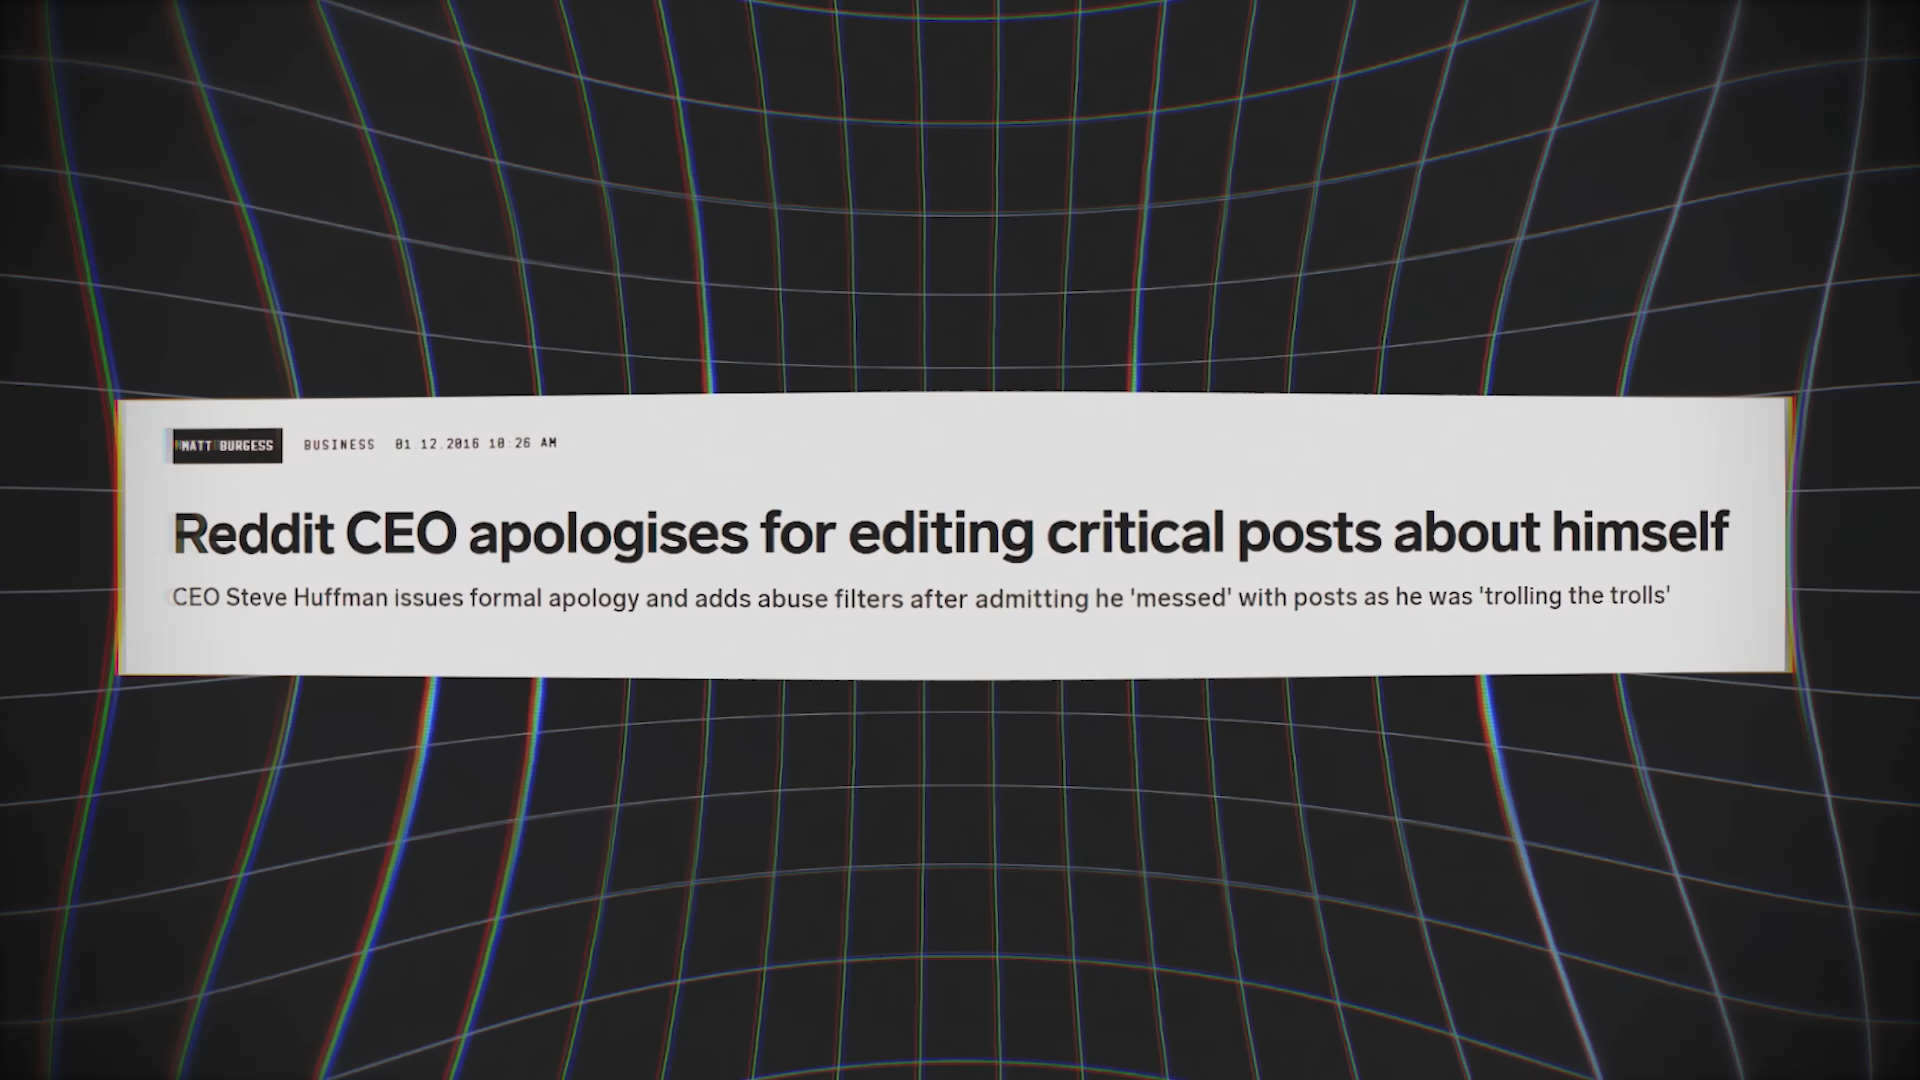 MATT BURGESS BUSINESS 01.12.2016 10:26 AM
Reddit CEO apologises for editing critical posts about himself
CEO Steve Huffman issues formal apology and adds abuse filters after admitting he 'messed' with posts as he was 'trolling the trolls'